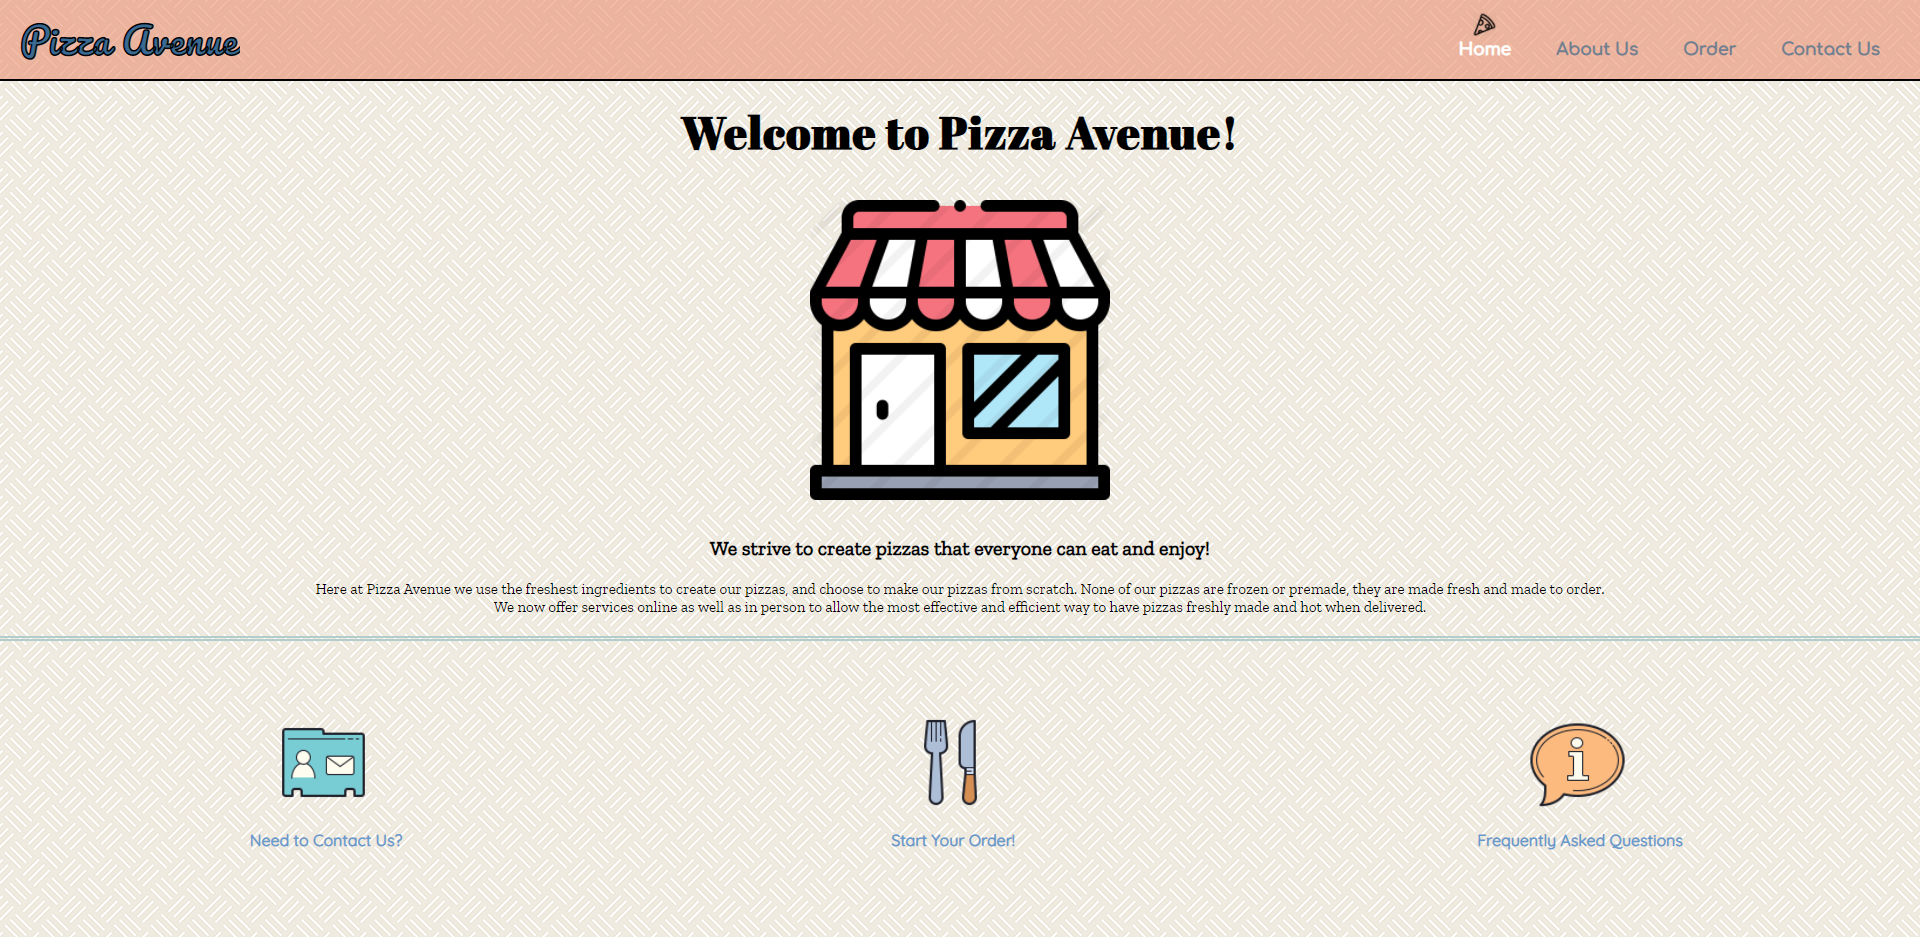 Pizza Avenue
Home
About Us
Order
Contact Us
Welcome to Pizza Avenue!
We strive to create pizzas that everyone can eat and enjoy!
Here at Pizza Avenue we use the freshest ingredients to create our pizzas, and choose to make our pizzas from scratch. None of our pizzas are frozen or premade, they are made fresh and made to order.
We now offer services online as well as in person to allow the most effective and efficient way to have pizzas freshly made and hot when delivered.
Need to Contact Us?
Start Your Order!
Frequently Asked Questions